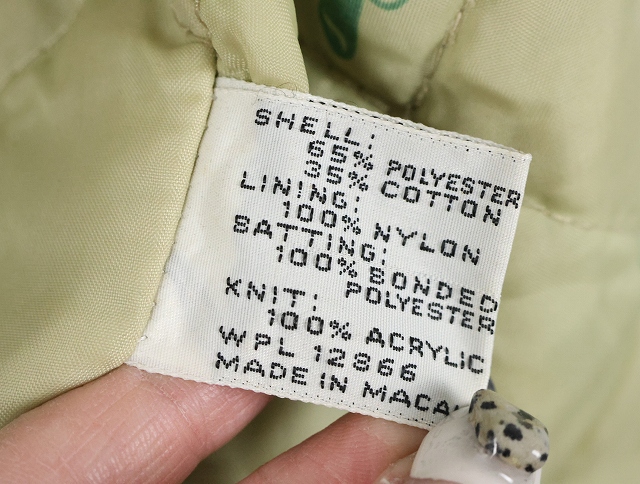 SHELL:
65% POLYESTER
35% COTTON
LINING:
100% NYLON
BATTING:
100% BONDED
POLYESTER
KNIT:
100% ACRYLIC
WPL 12866
MADE IN